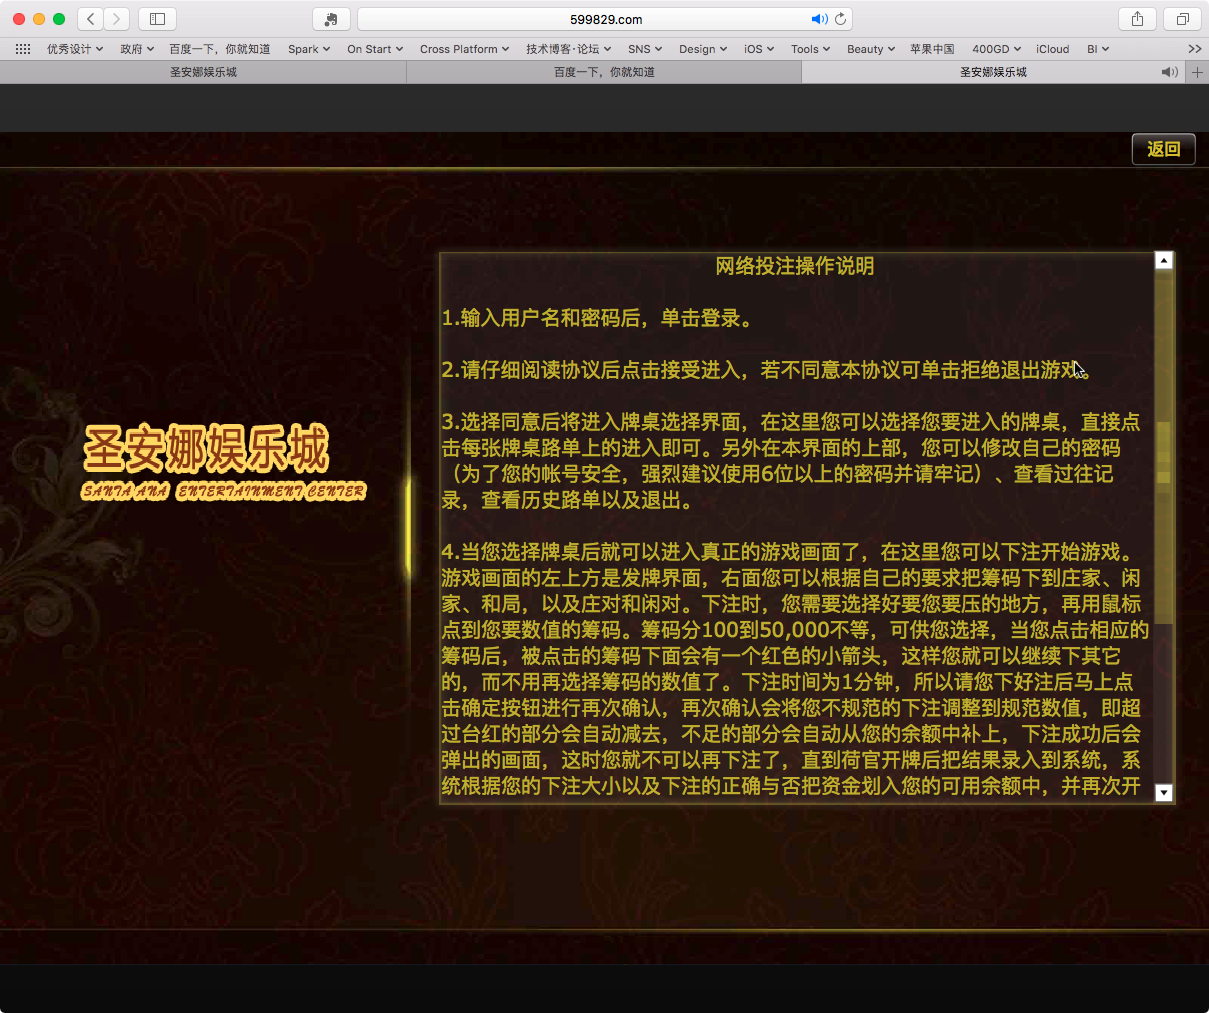 599829.com
优秀设计 政府 百度一下，你就知道 Spark On Start Cross Platform 技术博客·论坛 SNS Design iOS Tools Beauty 苹果中国 400GD iCloud BI
圣安娜娱乐城 百度一下，你就知道 圣安娜娱乐城
返回
圣安娜娱乐城
SANTA ANA ENTERTAINMENT CENTER
网络投注操作说明
1.输入用户名和密码后，单击登录。
2.请仔细阅读协议后点击接受进入，若不同意本协议可单击拒绝退出游戏。
3.选择同意后将进入牌桌选择界面，在这里您可以选择您要进入的牌桌，直接点
击每张牌桌路单上的进入即可。另外在本界面的上部，您可以修改自己的密码
（为了您的帐号安全，强烈建议使用6位以上的密码并请牢记）、查看过往记
录，查看历史路单以及退出。
4.当您选择牌桌后就可以进入真正的游戏画面了，在这里您可以下注开始游戏。
游戏画面的左上方是发牌界面，右面您可以根据自己的要求把筹码下到庄家、闲
家、和局，以及庄对和闲对。下注时，您需要选择好要您要压的地方，再用鼠标
点到您要数值的筹码。筹码分100到50,000不等，可供您选择，当您点击相应的
筹码后，被点击的筹码下面会有一个红色的小箭头，这样您就可以继续下其它
的，而不用再选择筹码的数值了。下注时间为1分钟，所以请您下好注后马上点
击确定按钮进行再次确认，再次确认会将您不规范的下注调整到规范数值，即超
过台红的部分会自动减去，不足的部分会自动从您的余额中补上，下注成功后会
弹出的画面，这时您就不可以再下注了，直到荷官开牌后把结果录入到系统，系
统根据您的下注大小以及下注的正确与否把资金划入您的可用余额中，并再次开